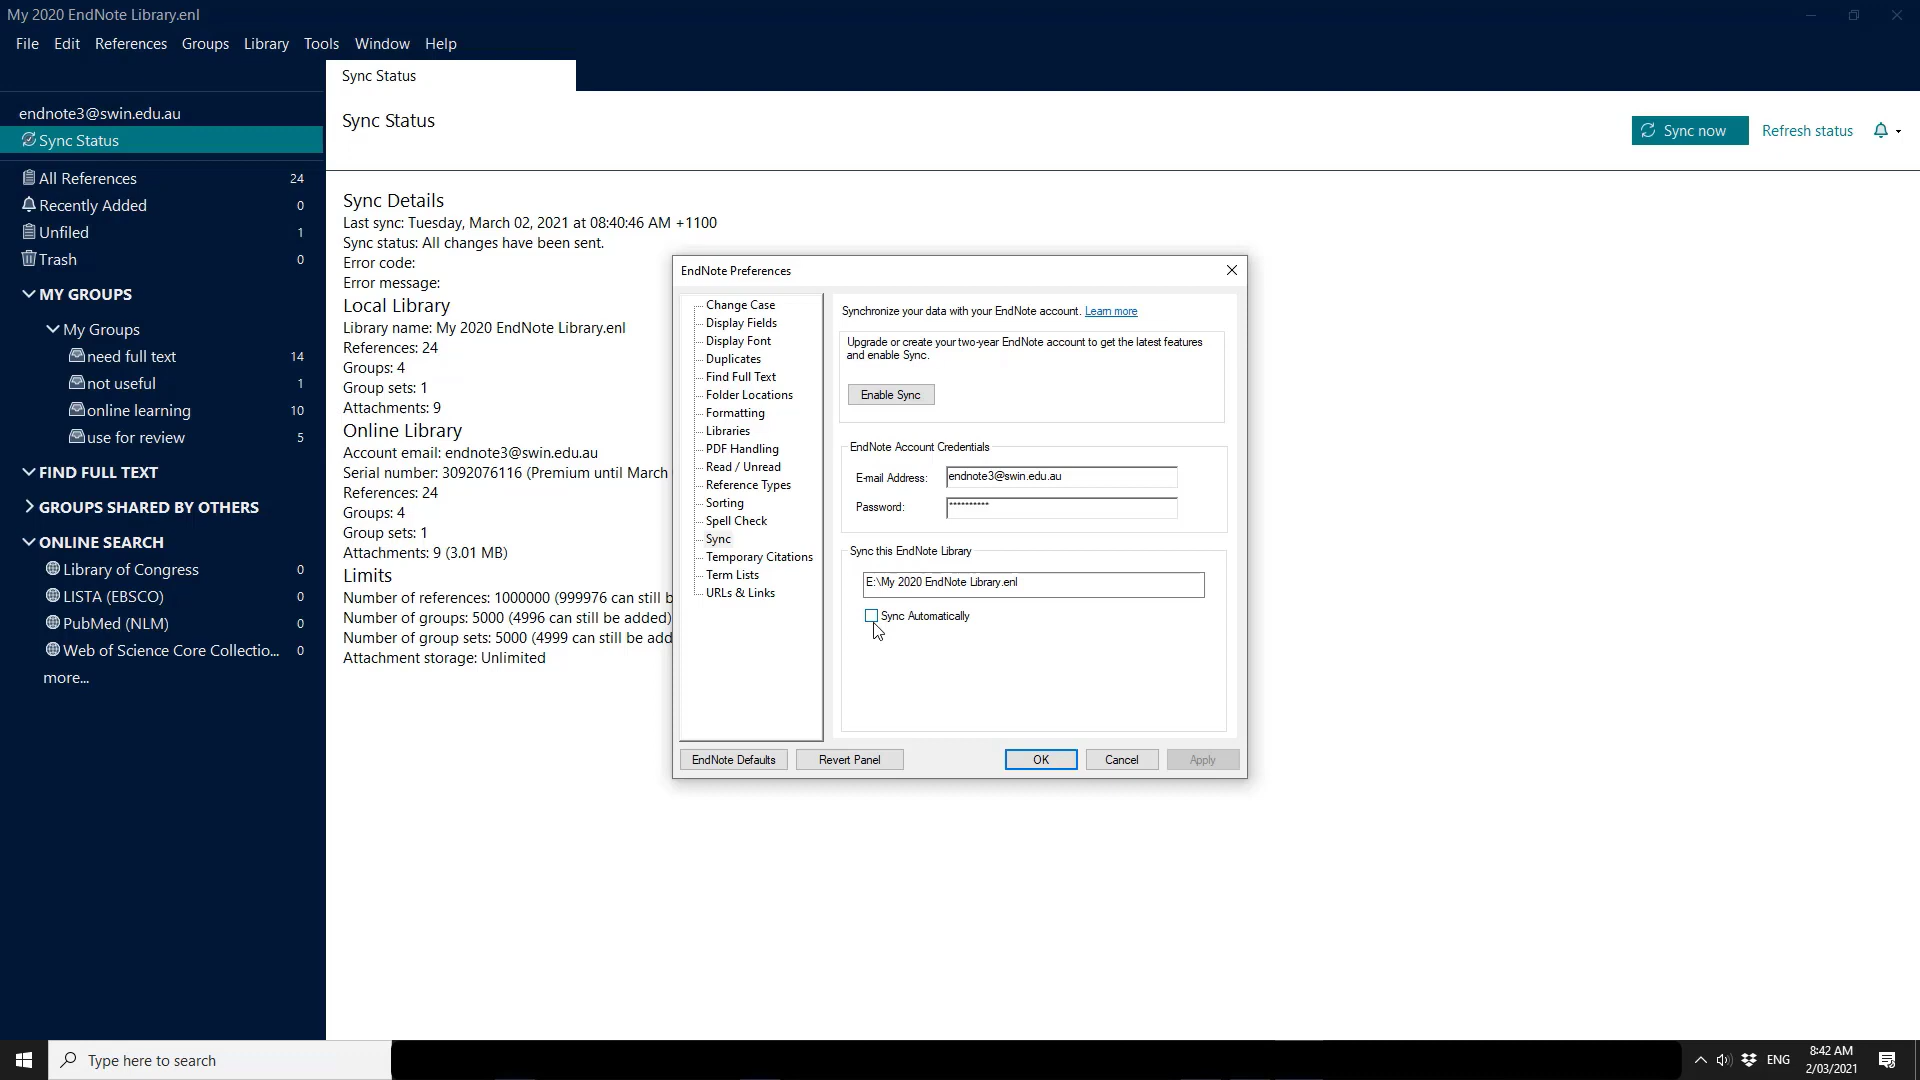 My 2020 EndNote Library.enl
File Edit References Groups Library Tools Window Help
Sync Status
endnote3@swin.edu.au
Sync Status
All References 24
Recently Added 0
Unfiled 1
Trash 0
MY GROUPS
My Groups
need full text 14
not useful 1
online learning 10
use for review 5
FIND FULL TEXT
GROUPS SHARED BY OTHERS
ONLINE SEARCH
Library of Congress 0
LISTA (EBSCO) 0
PubMed (NLM) 0
Web of Science Core Collectio... 0
more...
Sync Status
Sync now Refresh status
Sync Details
Last sync: Tuesday, March 02, 2021 at 08:40:46 AM +1100
Sync status: All changes have been sent.
Error code:
Error message:
Local Library
Library name: My 2020 EndNote Library.enl
References: 24
Groups: 4
Group sets: 1
Attachments: 9
Online Library
Account email: endnote3@swin.edu.au
Serial number: 3092076116 (Premium until March
References: 24
Groups: 4
Group sets: 1
Attachments: 9 (3.01 MB)
Limits
Number of references: 1000000 (999976 can still b
Number of groups: 5000 (4996 can still be added)
Number of group sets: 5000 (4999 can still be add
Attachment storage: Unlimited
EndNote Preferences
Change Case
Display Fields
Display Font
Duplicates
Find Full Text
Folder Locations
Formatting
Libraries
PDF Handling
Read / Unread
Reference Types
Sorting
Spell Check
Sync
Temporary Citations
Term Lists
URLs & Links
Synchronize your data with your EndNote account. Learn more
Upgrade or create your two-year EndNote account to get the latest features
and enable Sync.
Enable Sync
EndNote Account Credentials
E-mail Address: endnote3@swin.edu.au
Password: **********
Sync this EndNote Library
E:\My 2020 EndNote Library.enl
Sync Automatically
EndNote Defaults Revert Panel OK Cancel Apply
Type here to search
ENG
8:42 AM
2/03/2021